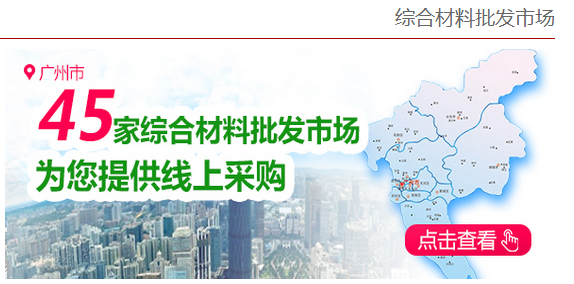 综合材料批发市场
广州市
45家综合材料批发市场
为您提供线上采购
点击查看